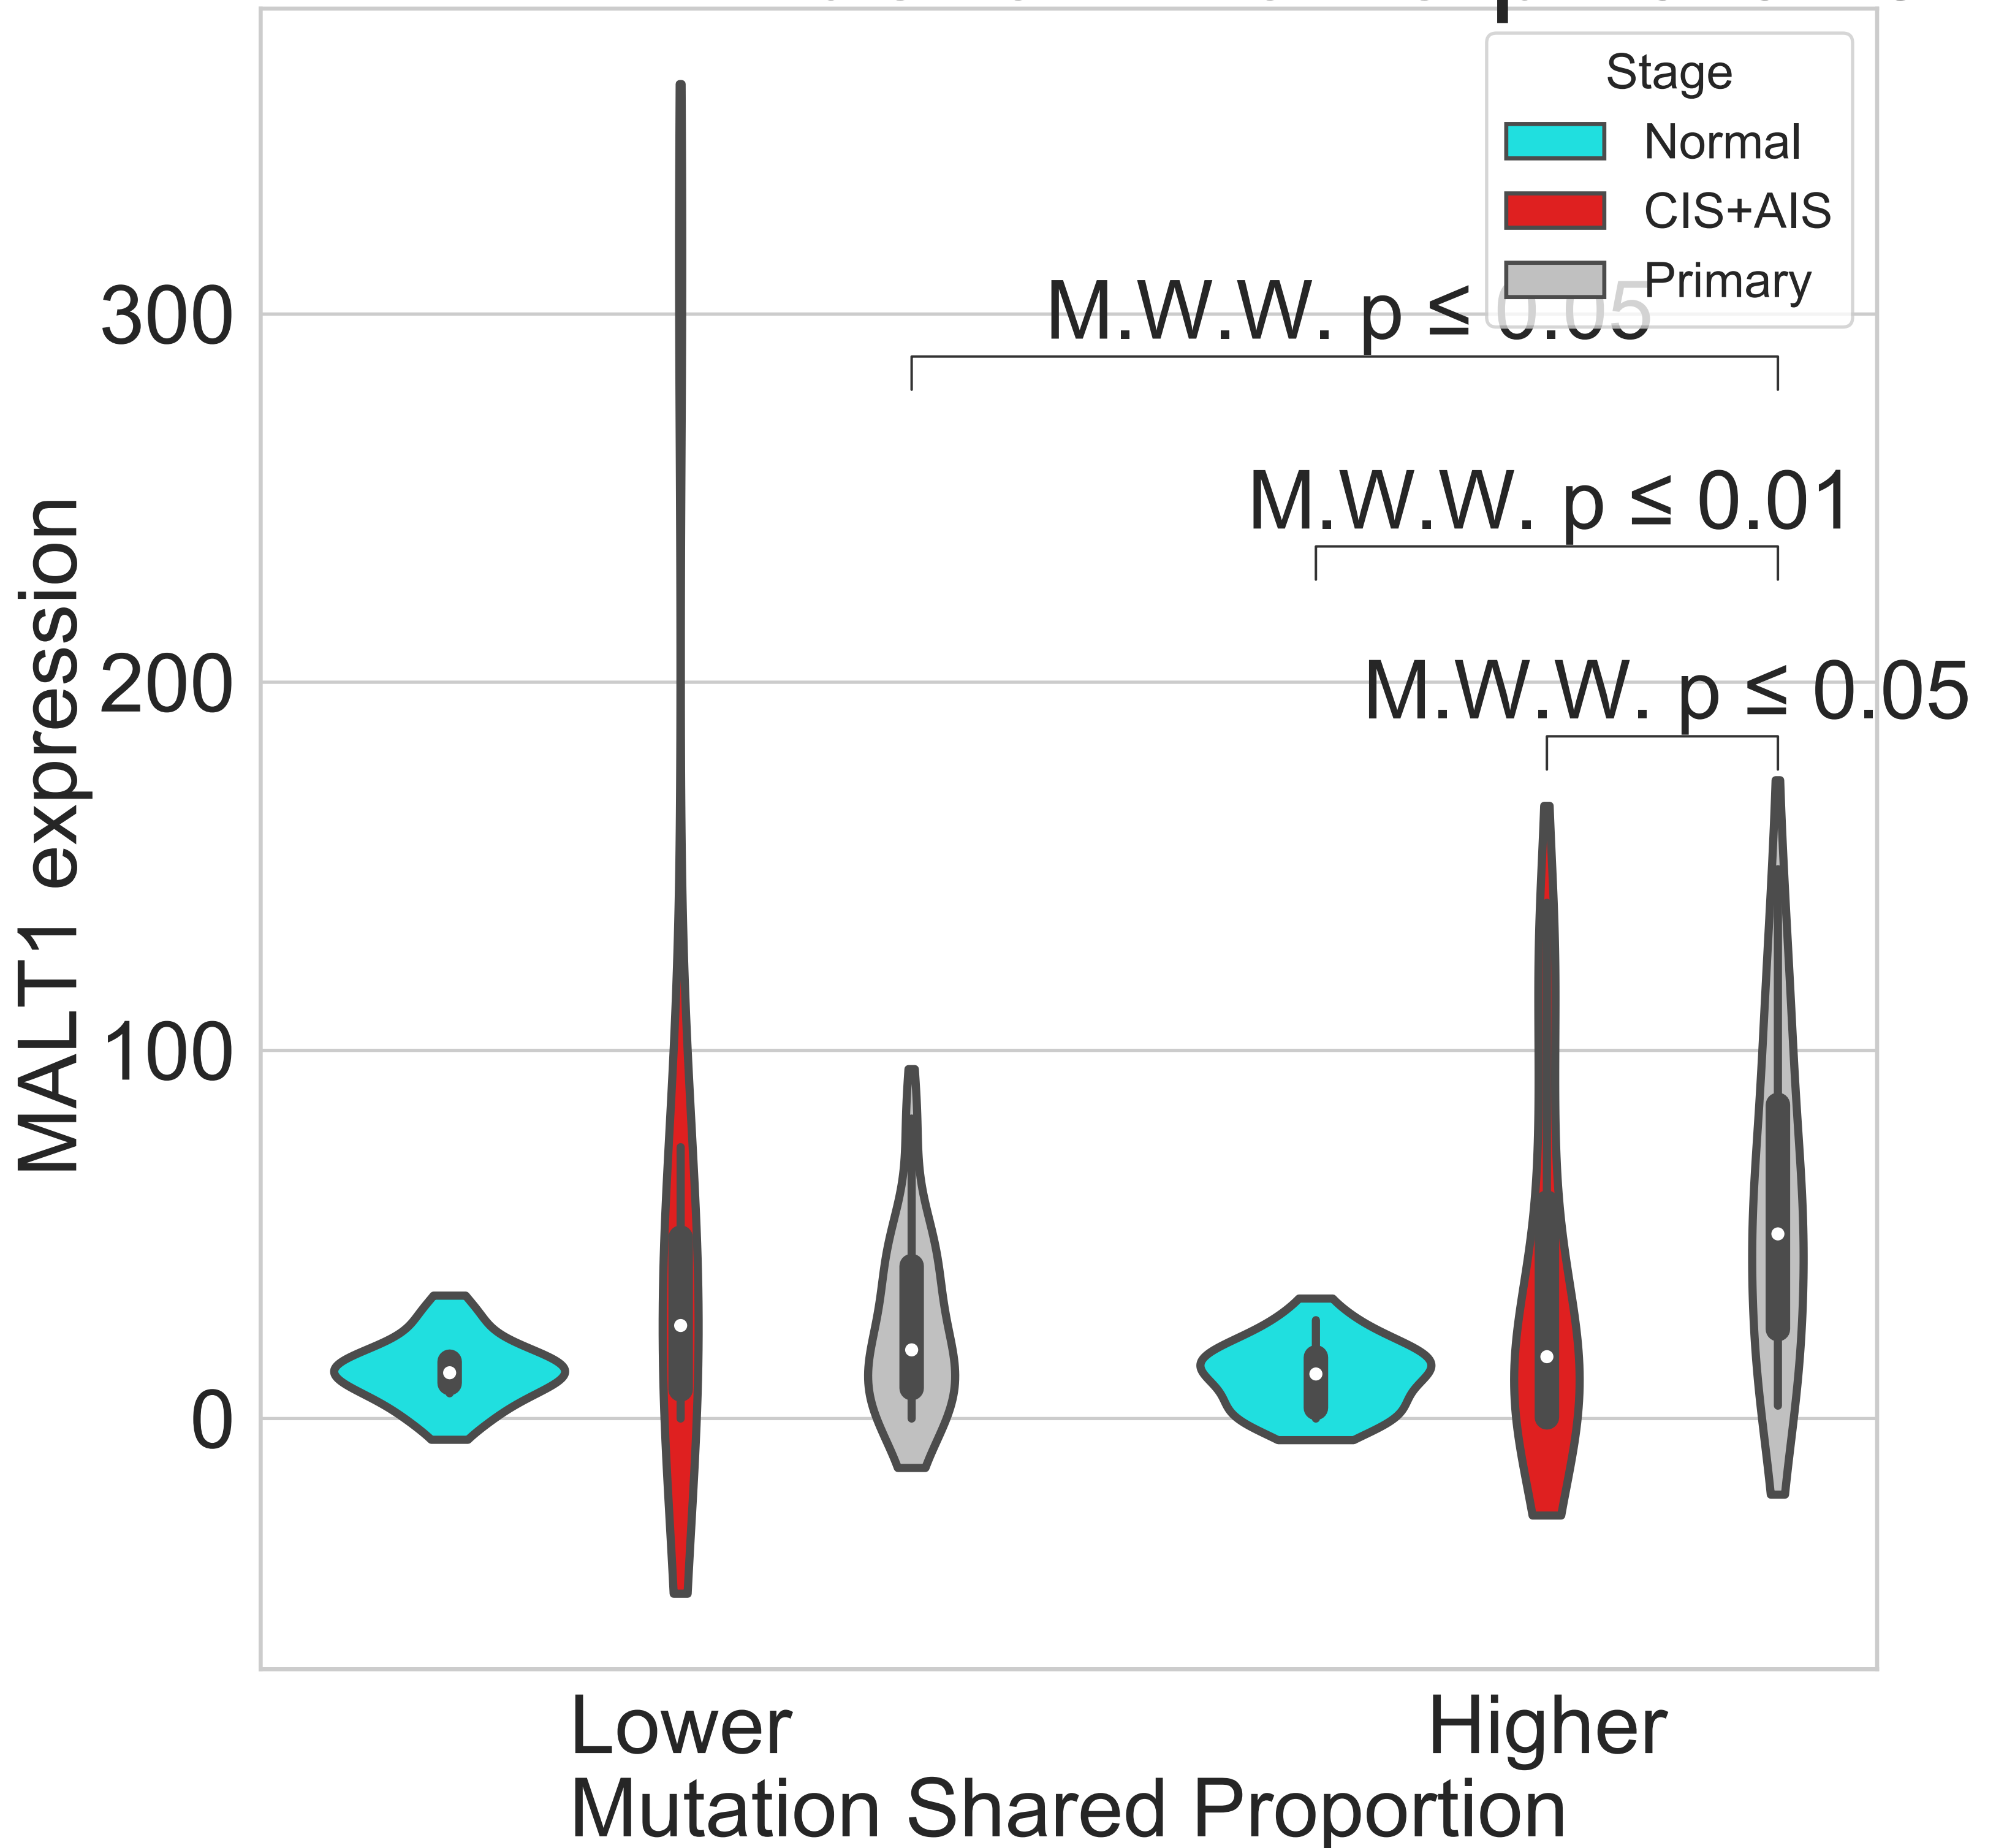 Stage
Normal
CIS+AIS
Primary
M.W.W. p ≤ 0.05
M.W.W. p ≤ 0.01
M.W.W. p ≤ 0.05
MALT1 expression
300
200
100
0
Lower
Higher
Mutation Shared Proportion